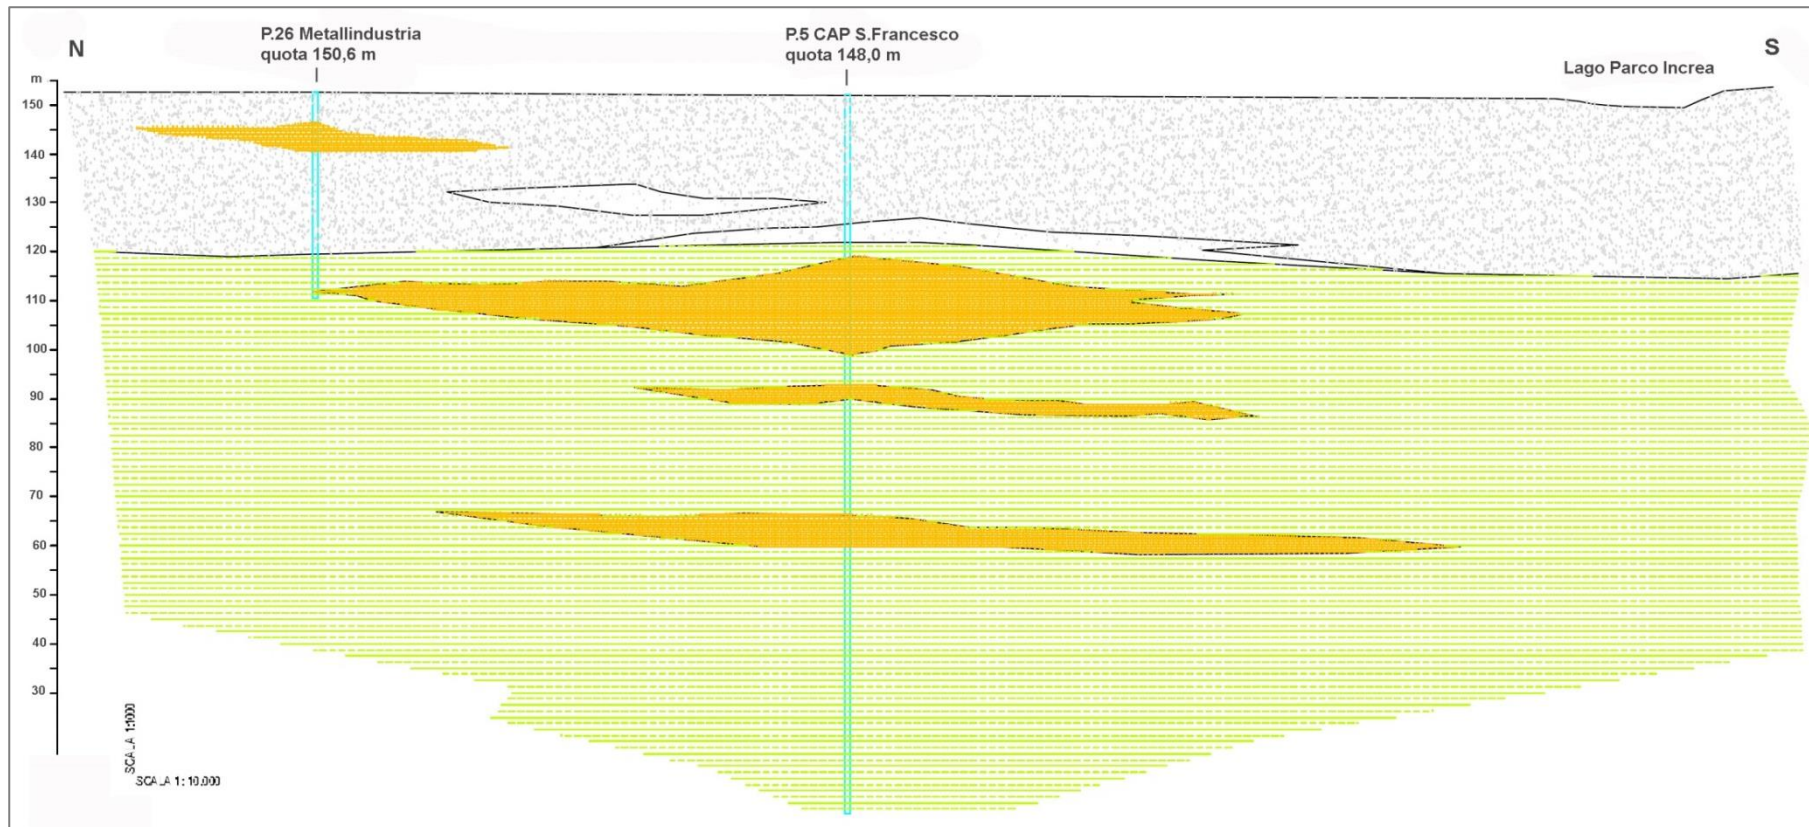 N
P.26 Metallindustria
quota 150,6 m
P.5 CAP S.Francesco
quota 148,0 m
S
Lago Parco Increa
m
150
140
130
120
110
100
90
80
70
60
50
40
30
SCALA 1:1000
SCALA 1: 10.000